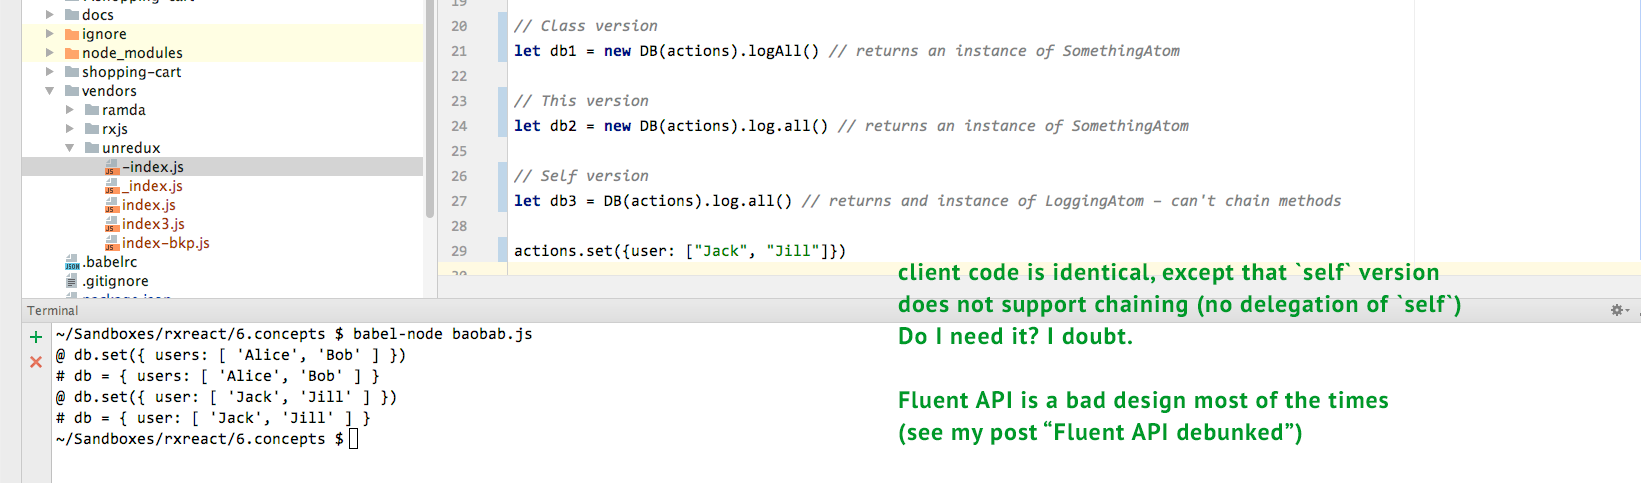 docs
ignore
node_modules
shopping-cart
vendors
ramda
rxjs
unredux
-index.js
_index.js
index.js
index3.js
index-bkp.js
.babelrc
.gitignore
20 // Class version
21 let db1 = new DB(actions).logAll() // returns an instance of SomethingAtom
22
23 // This version
24 let db2 = new DB(actions).log.all() // returns an instance of SomethingAtom
25
26 // Self version
27 let db3 = DB(actions).log.all() // returns and instance of LoggingAtom – can't chain methods
28
29 actions.set({user: ["Jack", "Jill"]})
client code is identical, except that `self` version
does not support chaining (no delegation of `self`)
Do I need it? I doubt.
Fluent API is a bad design most of the times
(see my post “Fluent API debunked”)
Terminal
~/Sandboxes/rxreact/6.concepts $ babel-node baobab.js
@ db.set({ users: [ 'Alice', 'Bob' ] })
# db = { users: [ 'Alice', 'Bob' ] }
@ db.set({ user: [ 'Jack', 'Jill' ] })
# db = { user: [ 'Jack', 'Jill' ] }
~/Sandboxes/rxreact/6.concepts $